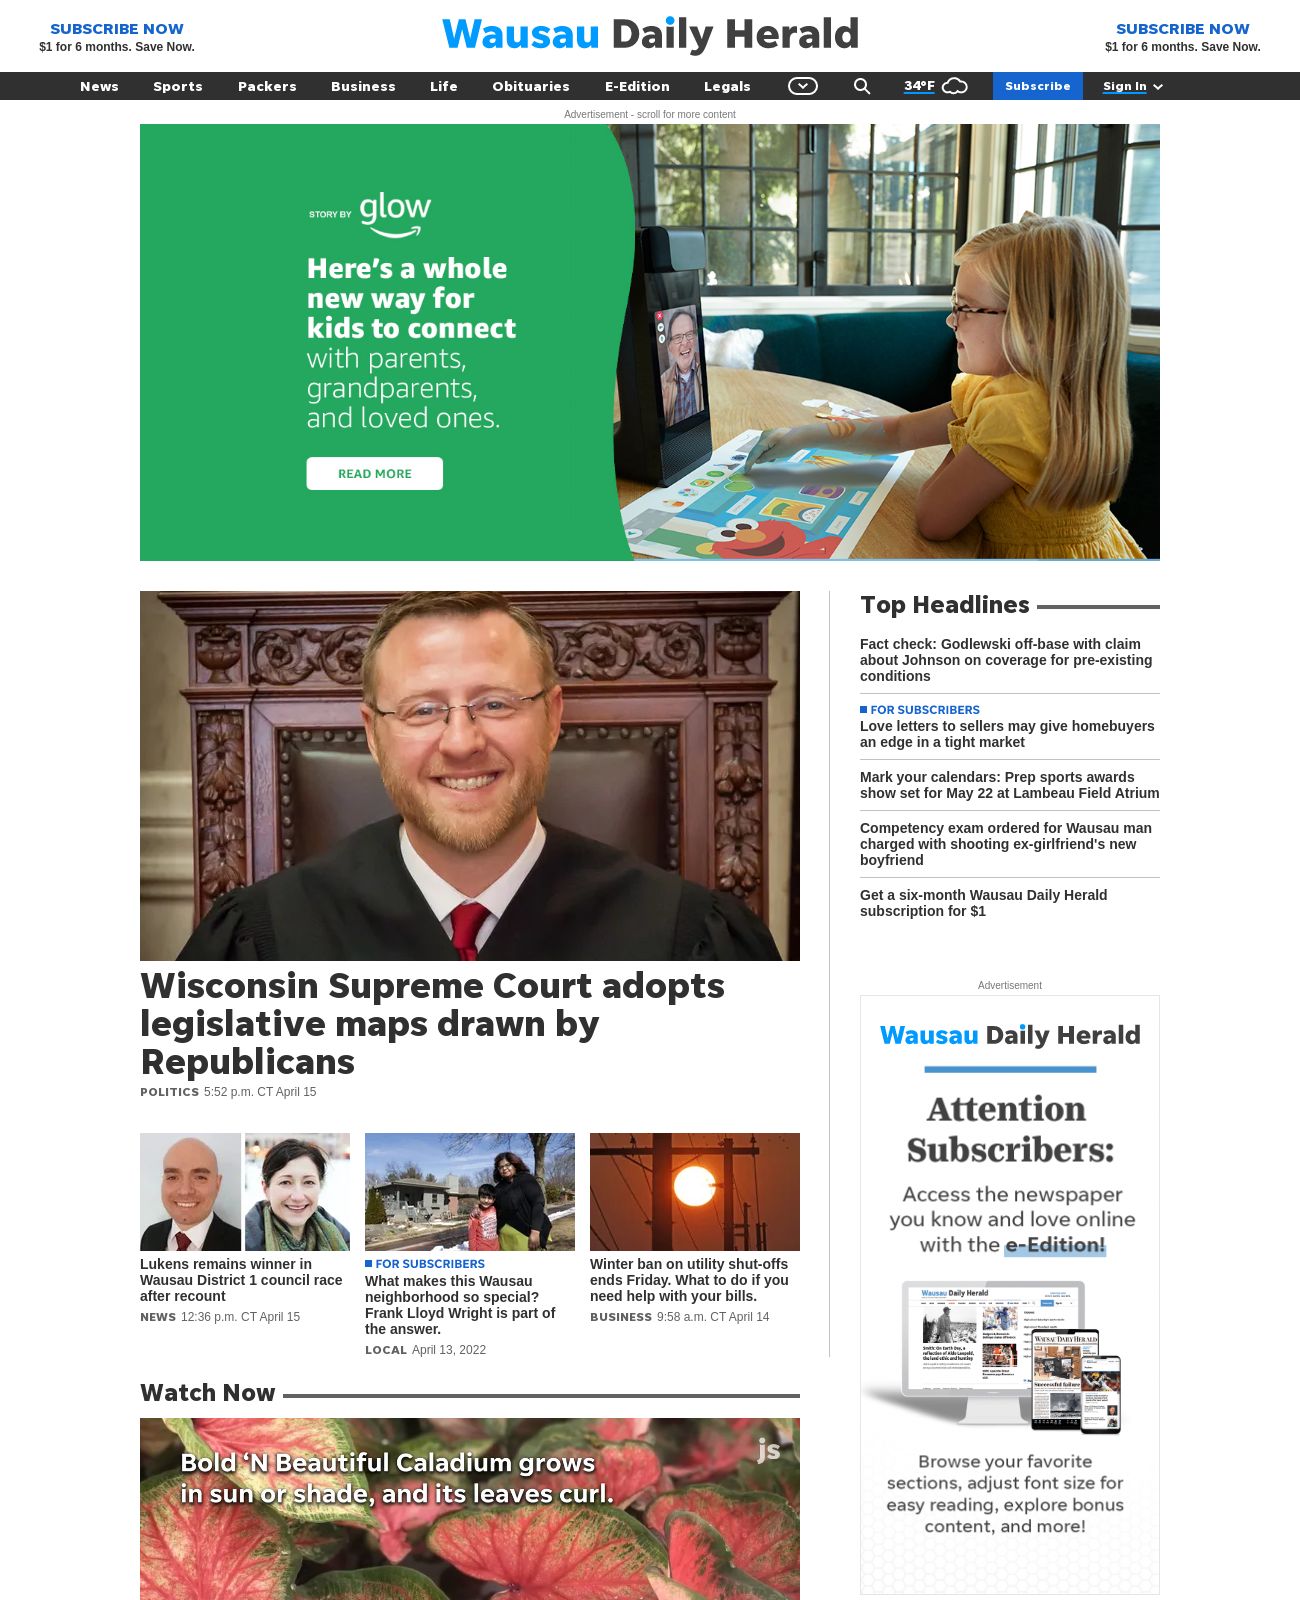 SUBSCRIBE NOW
$1 for 6 months. Save Now.
Wausau Daily Herald
SUBSCRIBE NOW
$1 for 6 months. Save Now.
News Sports Packers Business Life Obituaries E-Edition Legals 34°F Subscribe Sign In
Advertisement - scroll for more content
STORY BY glow
Here’s a whole
new way for
kids to connect
with parents,
grandparents,
and loved ones.
READ MORE
Wisconsin Supreme Court adopts
legislative maps drawn by
Republicans
POLITICS 5:52 p.m. CT April 15
Lukens remains winner in
Wausau District 1 council race
after recount
NEWS 12:36 p.m. CT April 15
FOR SUBSCRIBERS
What makes this Wausau
neighborhood so special?
Frank Lloyd Wright is part of
the answer.
LOCAL April 13, 2022
Winter ban on utility shut-offs
ends Friday. What to do if you
need help with your bills.
BUSINESS 9:58 a.m. CT April 14
Watch Now
Bold ‘N Beautiful Caladium grows
in sun or shade, and its leaves curl.
js
Top Headlines
Fact check: Godlewski off-base with claim
about Johnson on coverage for pre-existing
conditions
FOR SUBSCRIBERS
Love letters to sellers may give homebuyers
an edge in a tight market
Mark your calendars: Prep sports awards
show set for May 22 at Lambeau Field Atrium
Competency exam ordered for Wausau man
charged with shooting ex-girlfriend's new
boyfriend
Get a six-month Wausau Daily Herald
subscription for $1
Advertisement
Wausau Daily Herald
Attention
Subscribers:
Access the newspaper
you know and love online
with the e-Edition!
Wausau Daily Herald
WAUSAU DAILY HERALD
Successful failure
Browse your favorite
sections, adjust font size for
easy reading, explore bonus
content, and more!